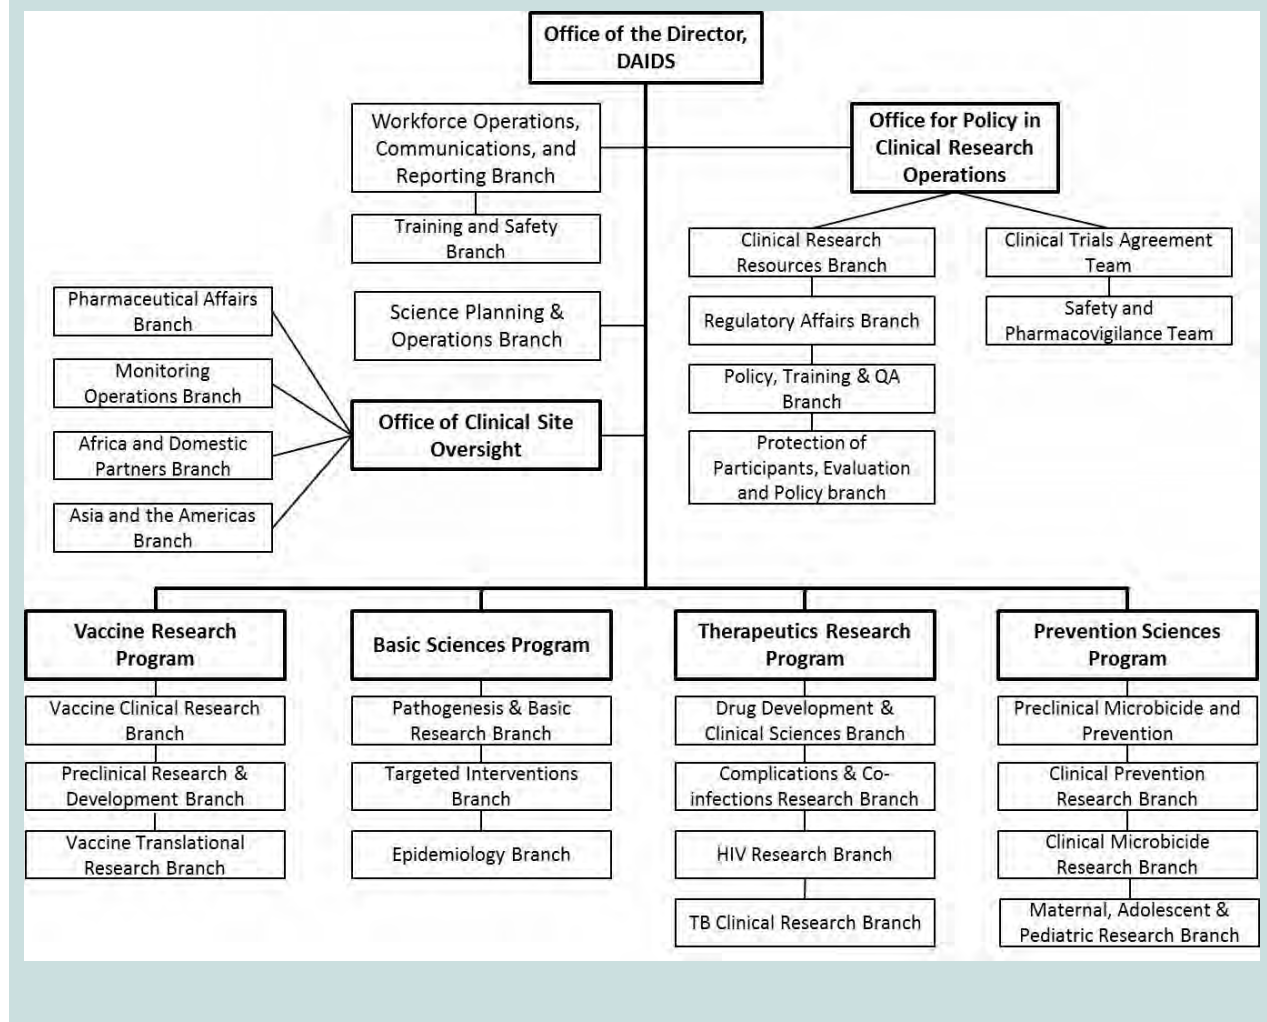 Office of the Director,
DAIDS
Workforce Operations,
Communications, and
Reporting Branch
Training and Safety
Branch
Science Planning &
Operations Branch
Office of Clinical Site
Oversight
Pharmaceutical Affairs
Branch
Monitoring
Operations Branch
Africa and Domestic
Partners Branch
Asia and the Americas
Branch
Office for Policy in
Clinical Research
Operations
Clinical Research
Resources Branch
Regulatory Affairs Branch
Policy, Training & QA
Branch
Protection of
Participants, Evaluation
and Policy branch
Clinical Trials Agreement
Team
Safety and
Pharmacovigilance Team
Vaccine Research
Program
Vaccine Clinical Research
Branch
Preclinical Research &
Development Branch
Vaccine Translational
Research Branch
Basic Sciences Program
Pathogenesis & Basic
Research Branch
Targeted Interventions
Branch
Epidemiology Branch
Therapeutics Research
Program
Drug Development &
Clinical Sciences Branch
Complications & Co-
infections Research Branch
HIV Research Branch
TB Clinical Research Branch
Prevention Sciences
Program
Preclinical Microbicide and
Prevention
Clinical Prevention
Research Branch
Clinical Microbicide
Research Branch
Maternal, Adolescent &
Pediatric Research Branch